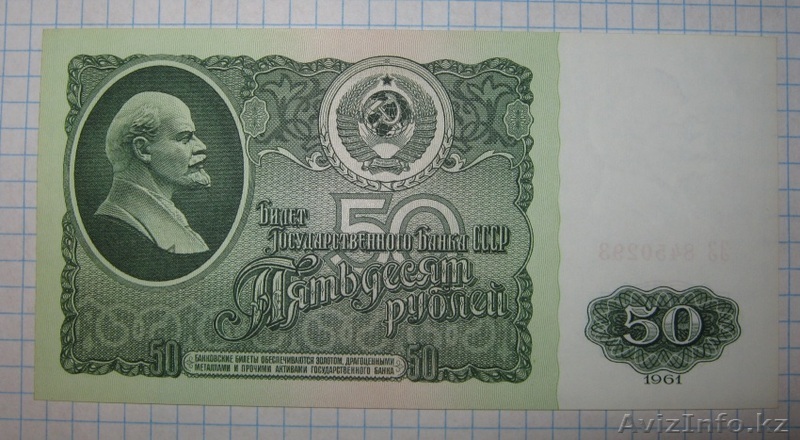 50
Билет
Государственного Банка СССР
Пятьдесят
рублей
50
БАНКОВСКИЕ БИЛЕТЫ ОБЕСПЕЧИВАЮТСЯ ЗОЛОТОМ, ДРАГОЦЕННЫМИ
МЕТАЛЛАМИ И ПРОЧИМИ АКТИВАМИ ГОСУДАРСТВЕННОГО БАНКА
50
8450293
50
1961
AvizInfo.kz